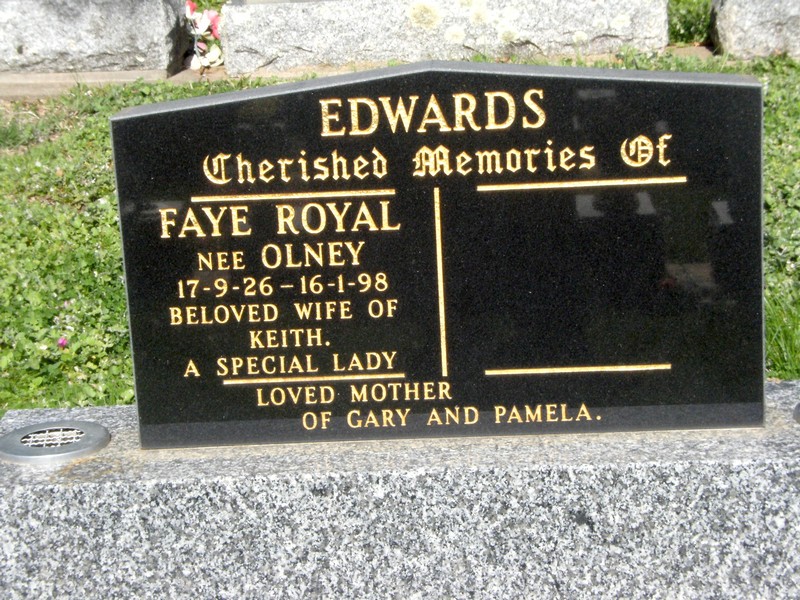 EDWARDS
Cherished Memories Of
FAYE ROYAL
NEE OLNEY
17-9-26 - 16-1-98
BELOVED WIFE OF
KEITH.
A SPECIAL LADY
LOVED MOTHER
OF GARY AND PAMELA.